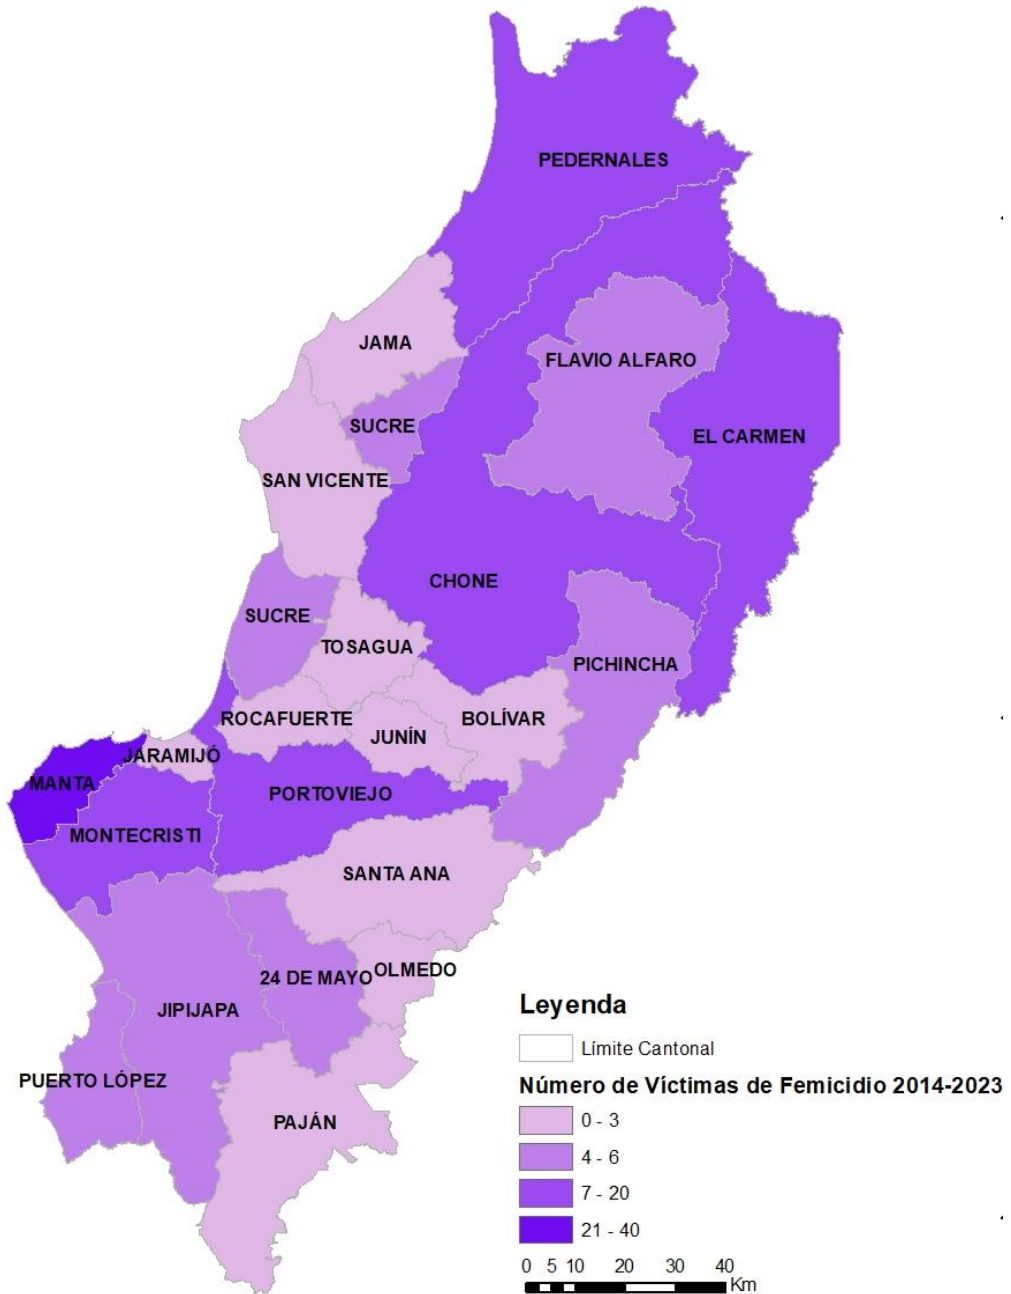 PEDERNALES
JAMA
FLAVIO ALFARO
SUCRE
EL CARMEN
SAN VICENTE
CHONE
SUCRE
TOSAGUA
PICHINCHA
ROCAFUERTE
BOLÍVAR
JUNÍN
JARAMIJÓ
MANTA
PORTOVIEJO
MONTECRISTI
SANTA ANA
24 DE MAYO
OLMEDO
JIPIJAPA
PUERTO LÓPEZ
PAJÁN
Leyenda
Límite Cantonal
Número de Víctimas de Femicidio 2014-2023
0 - 3
4 - 6
7 - 20
21 - 40
0 5 10 20 30 40
Km